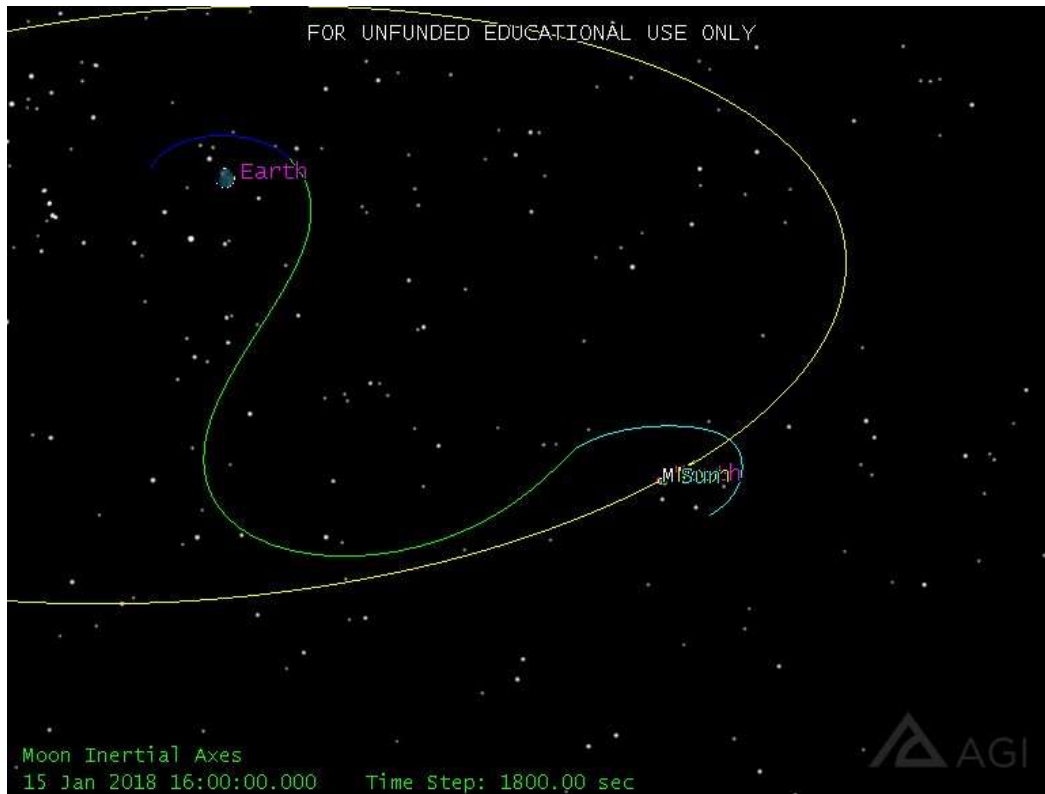 FOR UNFUNDED EDUCATIONAL USE ONLY
Earth
Sun
Moon Inertial Axes
15 Jan 2018 16:00:00.000 Time Step: 1800.00 sec
AGI